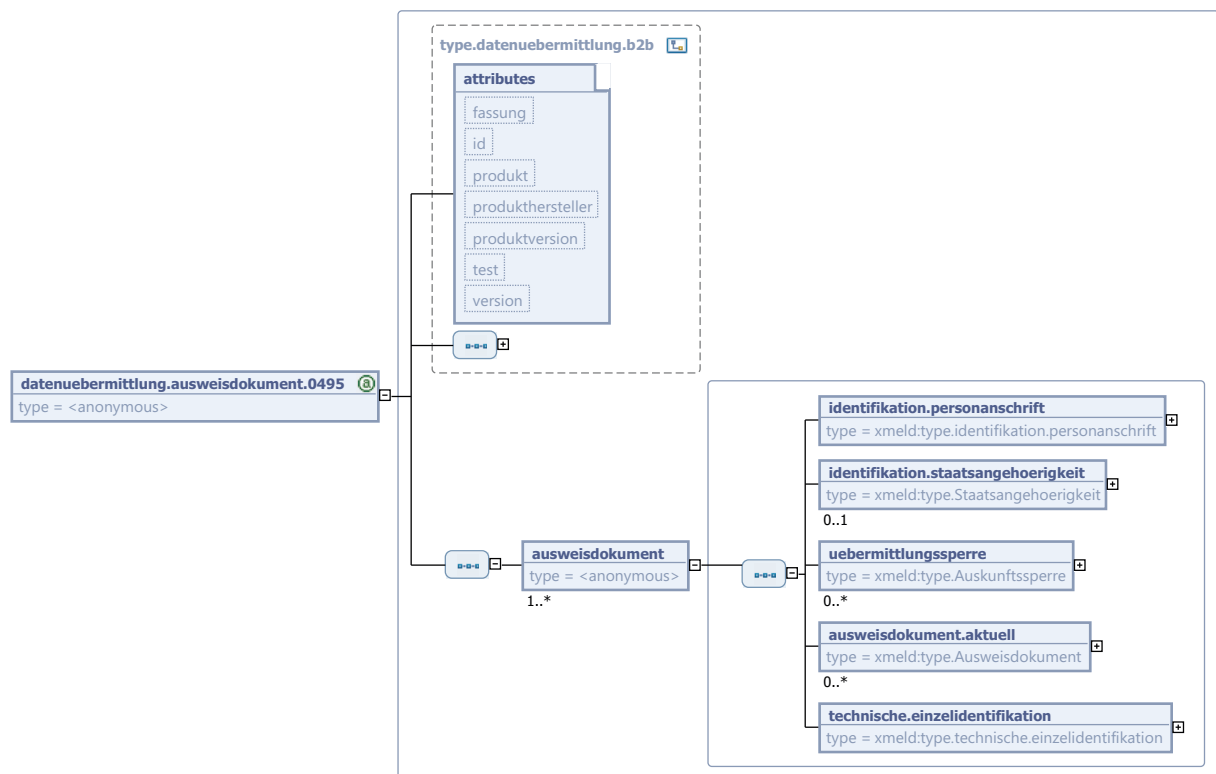 type.datenuebermittlung.b2b
attributes
fassung
id
produkt
produkthersteller
produktversion
test
version
datenuebermittlung.ausweisdokument.0495
type = <anonymous>
ausweisdokument
type = <anonymous>
1..*
identifikation.personanschrift
type = xmeld:type.identifikation.personanschrift
identifikation.staatsangehoerigkeit
type = xmeld:type.Staatsangehoerigkeit
0..1
uebermittlungssperre
type = xmeld:type.Auskunftssperre
0..*
ausweisdokument.aktuell
type = xmeld:type.Ausweisdokument
0..*
technische.einzelidentifikation
type = xmeld:type.technische.einzelidentifikation